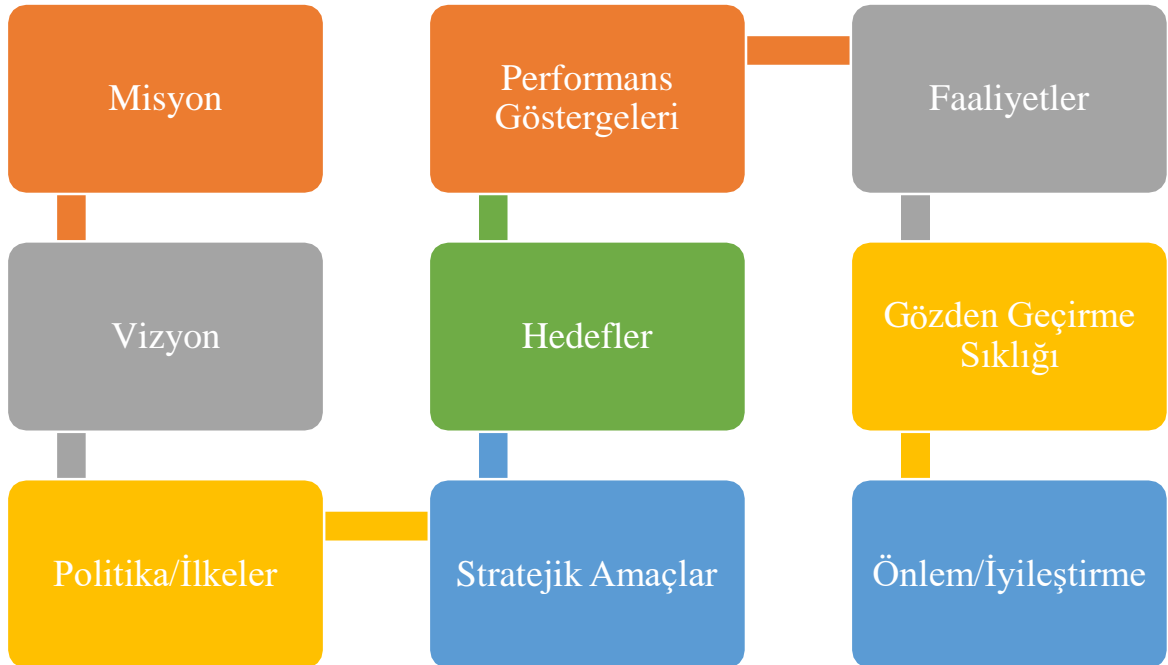 Misyon
Vizyon
Politika/İlkeler
Stratejik Amaçlar
Hedefler
Performans
Göstergeleri
Faaliyetler
Gözden Geçirme
Sıklığı
Önlem/İyileştirme